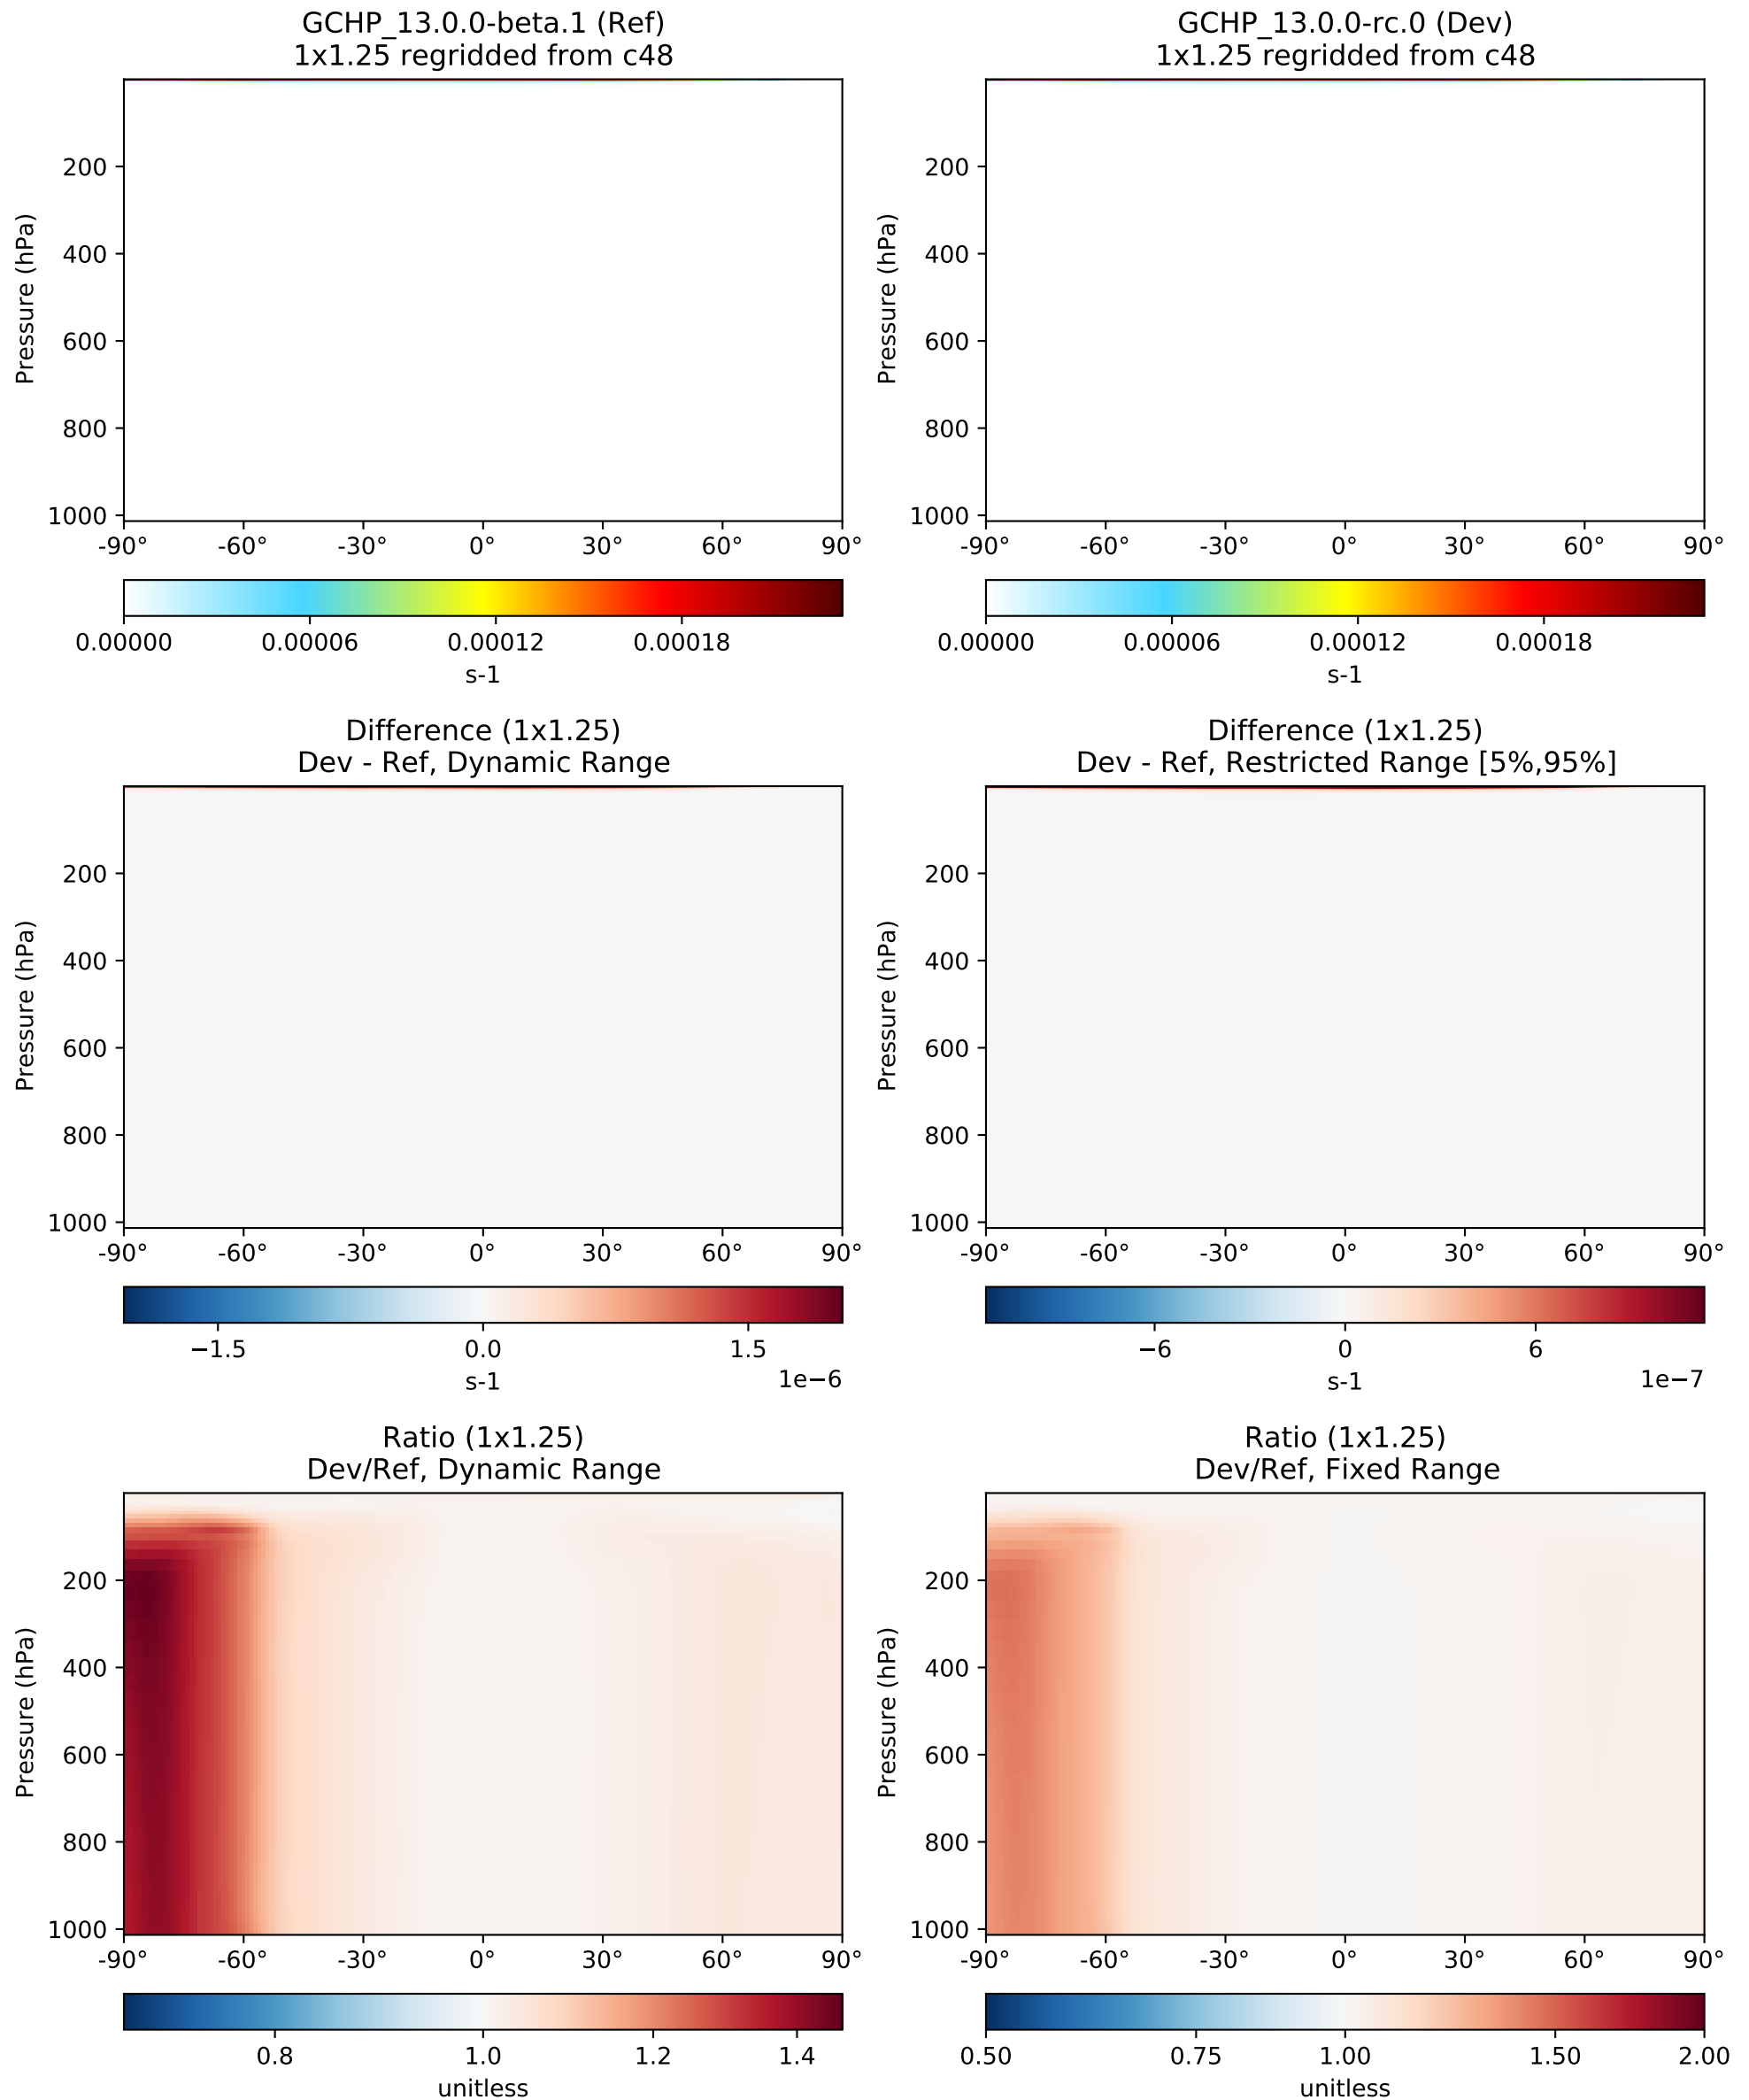 GCHP_13.0.0-beta.1 (Ref)
1x1.25 regridded from c48
Pressure (hPa)
200
400
600
800
1000
-90° -60° -30° 0° 30° 60° 90°
0.00000 0.00006 0.00012 0.00018
s-1
GCHP_13.0.0-rc.0 (Dev)
1x1.25 regridded from c48
Pressure (hPa)
200
400
600
800
1000
-90° -60° -30° 0° 30° 60° 90°
0.00000 0.00006 0.00012 0.00018
s-1
Difference (1x1.25)
Dev - Ref, Dynamic Range
Pressure (hPa)
200
400
600
800
1000
-90° -60° -30° 0° 30° 60° 90°
−1.5 0.0 1.5
s-1 1e−6
Difference (1x1.25)
Dev - Ref, Restricted Range [5%,95%]
Pressure (hPa)
200
400
600
800
1000
-90° -60° -30° 0° 30° 60° 90°
−6 0 6
s-1 1e−7
Ratio (1x1.25)
Dev/Ref, Dynamic Range
Pressure (hPa)
200
400
600
800
1000
-90° -60° -30° 0° 30° 60° 90°
0.8 1.0 1.2 1.4
unitless
Ratio (1x1.25)
Dev/Ref, Fixed Range
Pressure (hPa)
200
400
600
800
1000
-90° -60° -30° 0° 30° 60° 90°
0.50 0.75 1.00 1.50 2.00
unitless